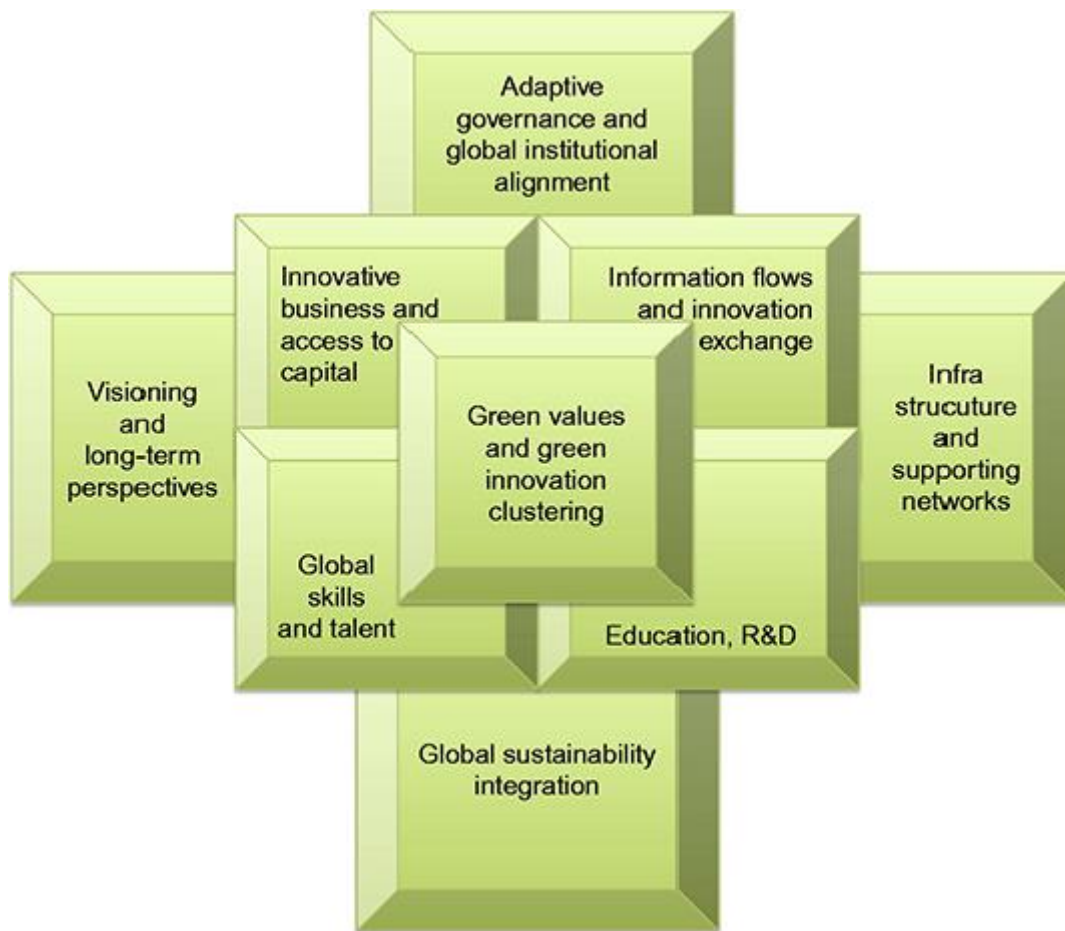 Adaptive
governance and
global institutional
alignment
Innovative
business and
access to
capital
Information flows
and innovation
exchange
Visioning
and
long-term
perspectives
Green values
and green
innovation
clustering
Infra
strucuture
and
supporting
networks
Global
skills
and talent
Education, R&D
Global sustainability
integration